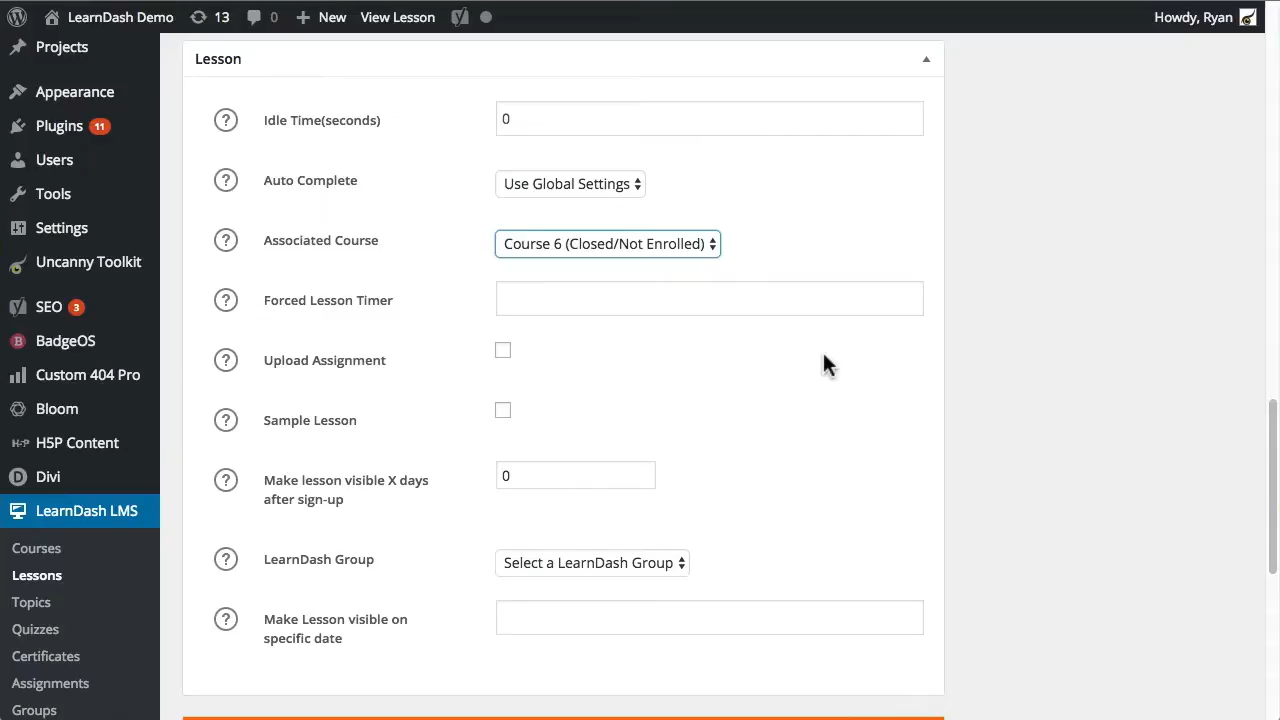 LearnDash Demo 13 0 + New View Lesson Howdy, Ryan
Projects
Appearance
Plugins 11
Users
Tools
Settings
Uncanny Toolkit
SEO 3
B BadgeOS
Custom 404 Pro
Bloom
H-P H5P Content
D Divi
LearnDash LMS
Courses
Lessons
Topics
Quizzes
Certificates
Assignments
Groups
Lesson
? Idle Time(seconds) 0
? Auto Complete Use Global Settings
? Associated Course Course 6 (Closed/Not Enrolled)
? Forced Lesson Timer
? Upload Assignment
? Sample Lesson
? Make lesson visible X days 0
after sign-up
? LearnDash Group Select a LearnDash Group
? Make Lesson visible on
specific date